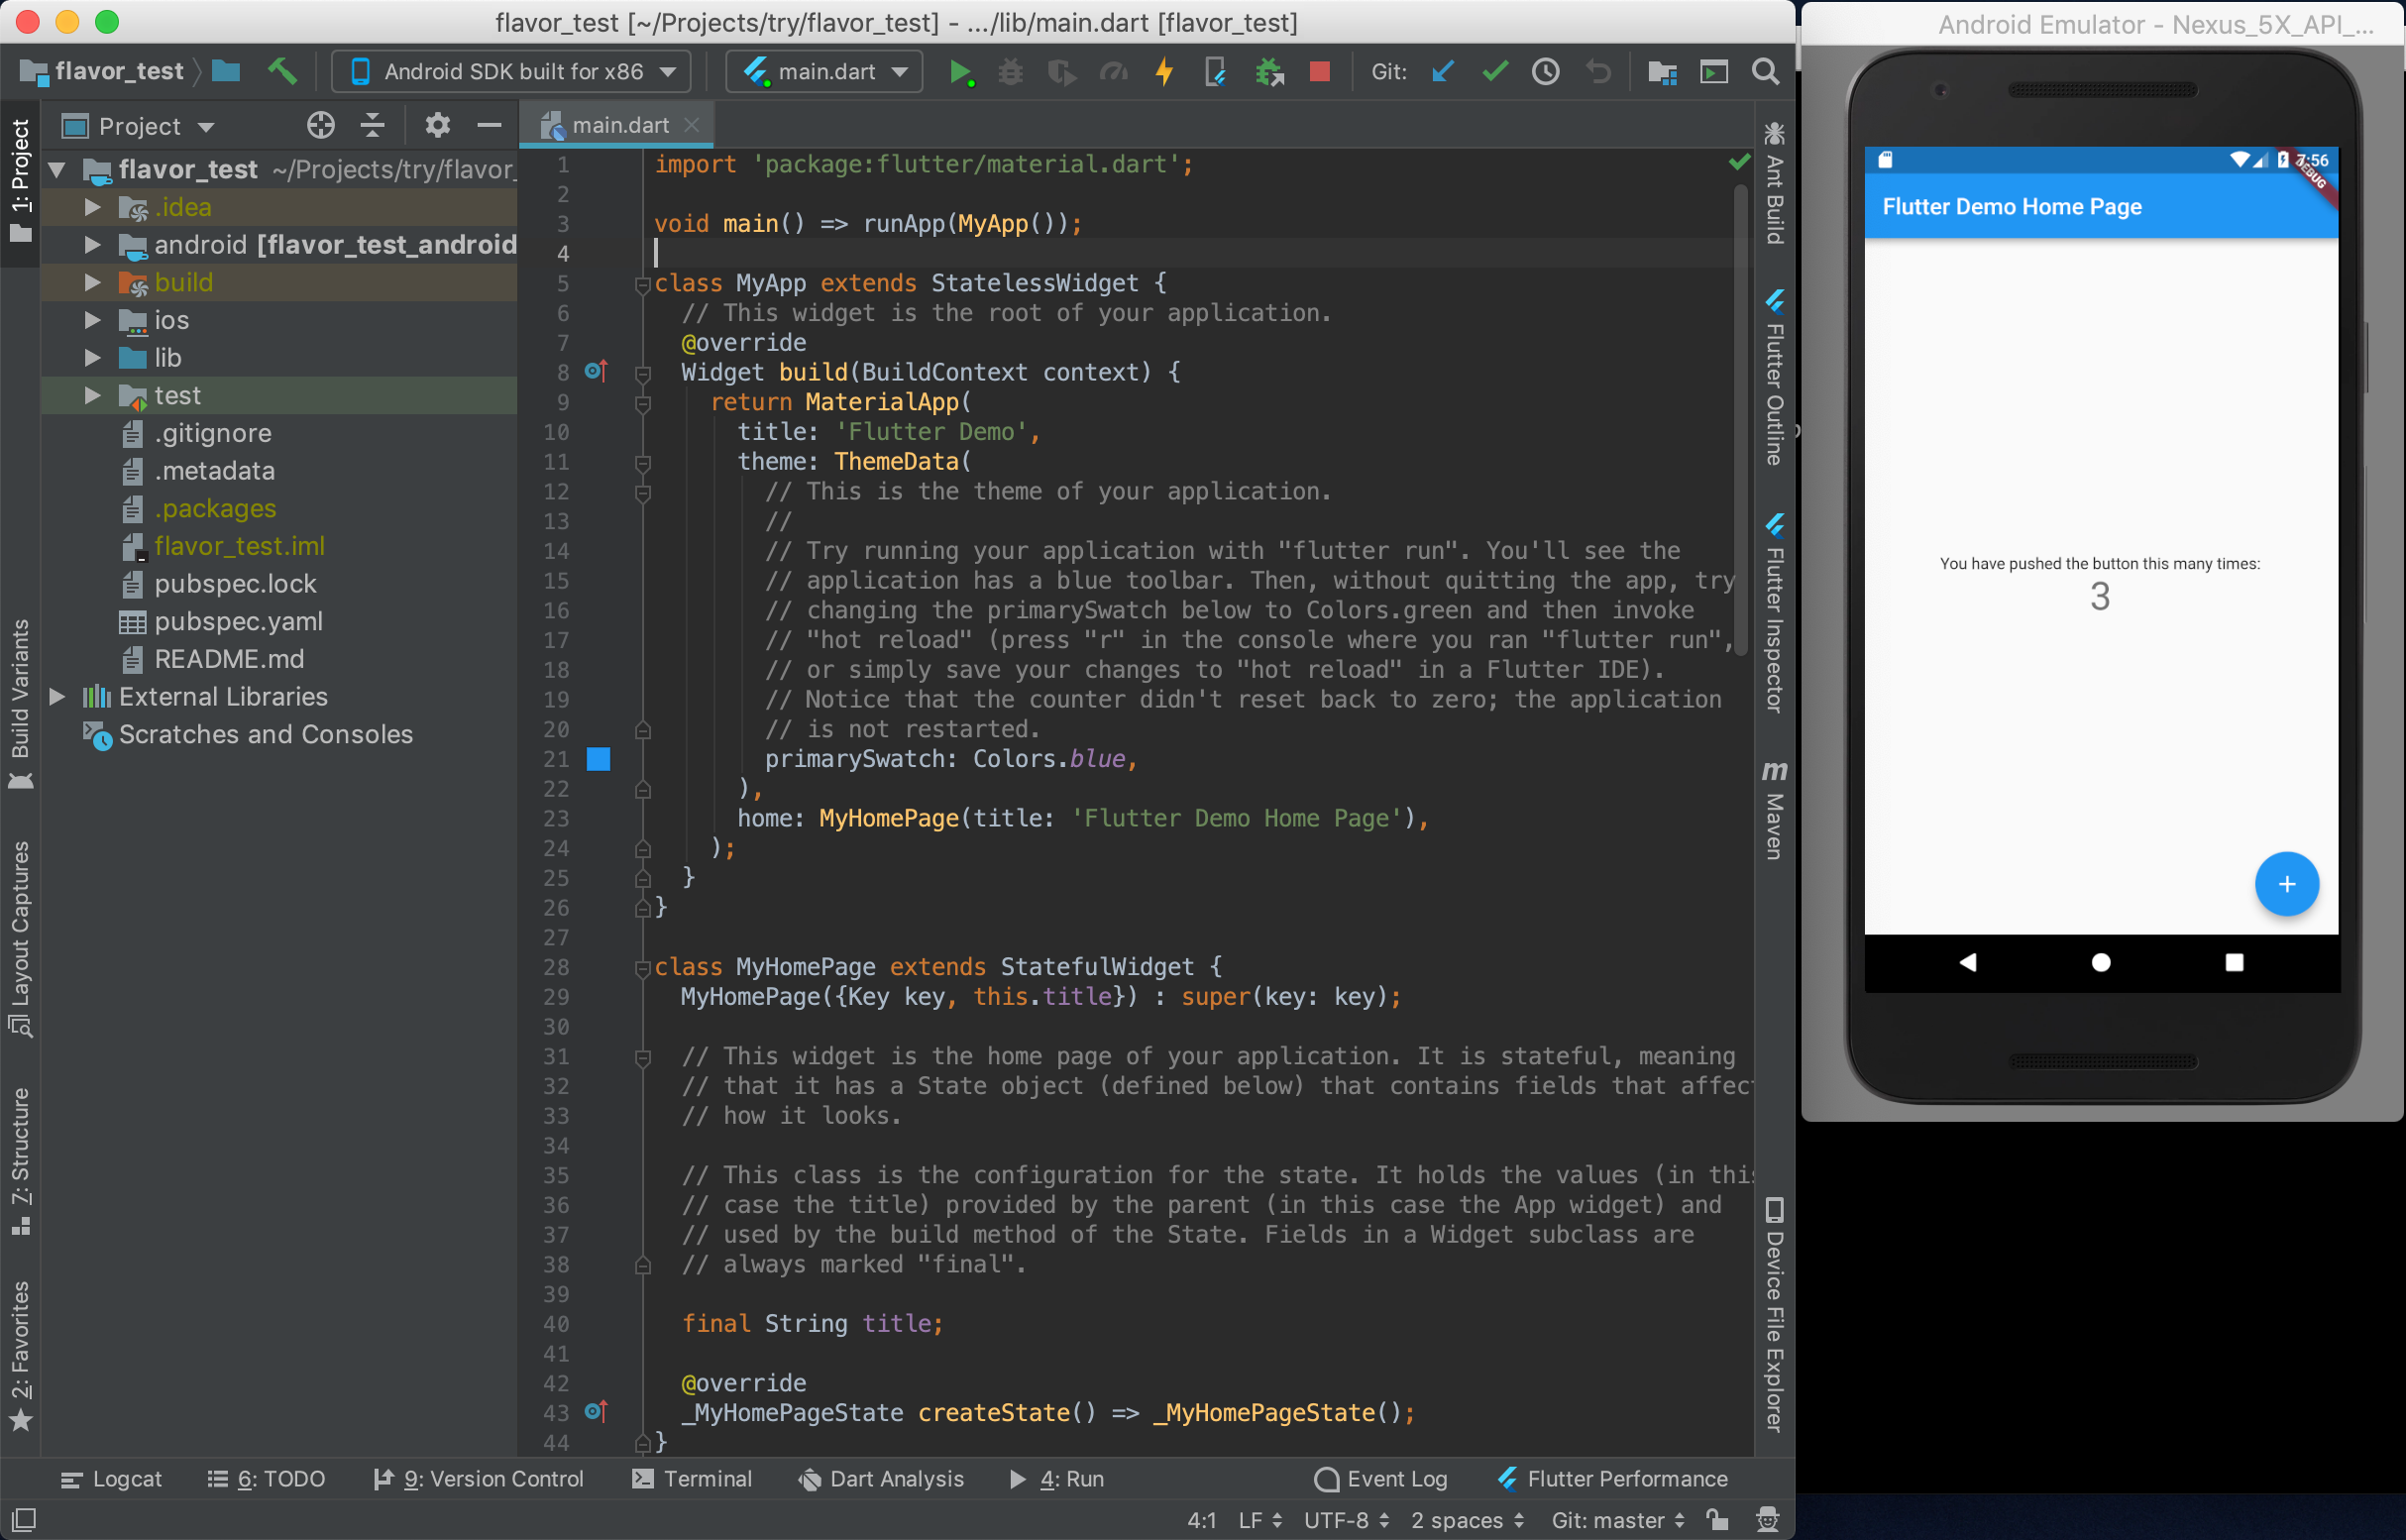 flavor_test [~/Projects/try/flavor_test] - .../lib/main.dart [flavor_test]
flavor_test
Android SDK built for x86
main.dart
Git:
1: Project
Build Variants
Layout Captures
7: Structure
2: Favorites
Project
flavor_test ~/Projects/try/flavor_
.idea
android [flavor_test_android
build
ios
lib
test
.gitignore
.metadata
.packages
flavor_test.iml
pubspec.lock
pubspec.yaml
README.md
External Libraries
Scratches and Consoles
main.dart
1 import 'package:flutter/material.dart';
2
3 void main() => runApp(MyApp());
4
5 class MyApp extends StatelessWidget {
6 // This widget is the root of your application.
7 @override
8 Widget build(BuildContext context) {
9 return MaterialApp(
10 title: 'Flutter Demo',
11 theme: ThemeData(
12 // This is the theme of your application.
13 //
14 // Try running your application with "flutter run". You'll see the
15 // application has a blue toolbar. Then, without quitting the app, try
16 // changing the primarySwatch below to Colors.green and then invoke
17 // "hot reload" (press "r" in the console where you ran "flutter run",
18 // or simply save your changes to "hot reload" in a Flutter IDE).
19 // Notice that the counter didn't reset back to zero; the application
20 // is not restarted.
21 primarySwatch: Colors.blue,
22 ),
23 home: MyHomePage(title: 'Flutter Demo Home Page'),
24 );
25 }
26 }
27
28 class MyHomePage extends StatefulWidget {
29 MyHomePage({Key key, this.title}) : super(key: key);
30
31 // This widget is the home page of your application. It is stateful, meaning
32 // that it has a State object (defined below) that contains fields that affec
33 // how it looks.
34
35 // This class is the configuration for the state. It holds the values (in this
36 // case the title) provided by the parent (in this case the App widget) and
37 // used by the build method of the State. Fields in a Widget subclass are
38 // always marked "final".
39
40 final String title;
41
42 @override
43 _MyHomePageState createState() => _MyHomePageState();
44 }
Ant Build
Flutter Outline
Flutter Inspector
m Maven
Device File Explorer
Logcat
6: TODO
9: Version Control
Terminal
Dart Analysis
4: Run
Event Log
Flutter Performance
4:1
LF
UTF-8
2 spaces
Git: master
Android Emulator - Nexus_5X_API_...
7:56
DEBUG
Flutter Demo Home Page
You have pushed the button this many times:
3
+